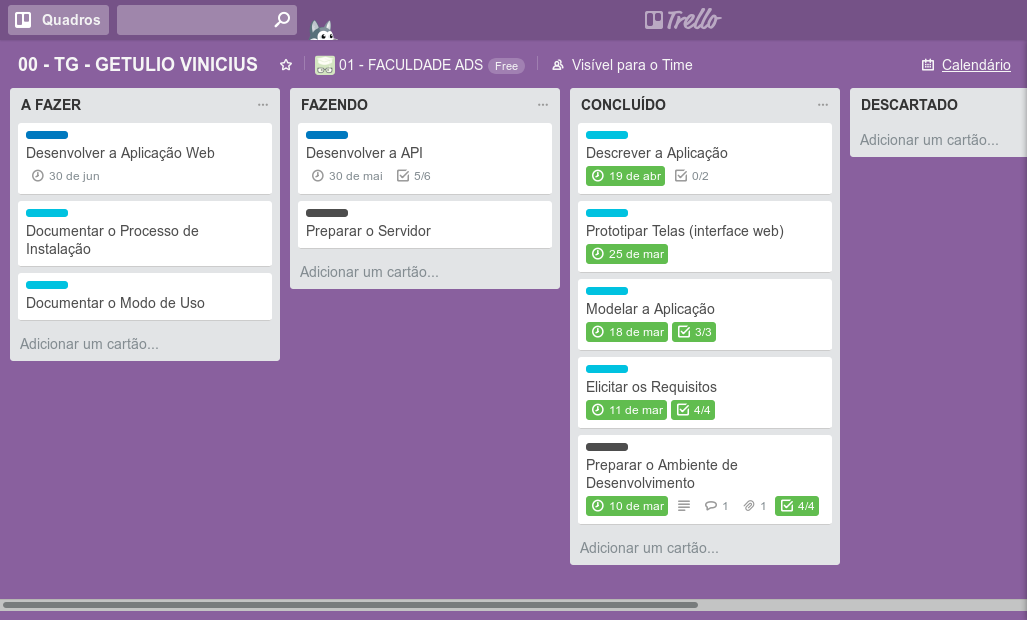 Quadros
Trello
00 - TG - GETULIO VINICIUS
01 - FACULDADE ADS Free
Visível para o Time
Calendário
A FAZER
Desenvolver a Aplicação Web
30 de jun
Documentar o Processo de
Instalação
Documentar o Modo de Uso
Adicionar um cartão...
FAZENDO
Desenvolver a API
30 de mai 5/6
Preparar o Servidor
Adicionar um cartão...
CONCLUÍDO
Descrever a Aplicação
19 de abr 0/2
Prototipar Telas (interface web)
25 de mar
Modelar a Aplicação
18 de mar 3/3
Elicitar os Requisitos
11 de mar 4/4
Preparar o Ambiente de
Desenvolvimento
10 de mar 1 1 4/4
Adicionar um cartão...
DESCARTADO
Adicionar um cartão...